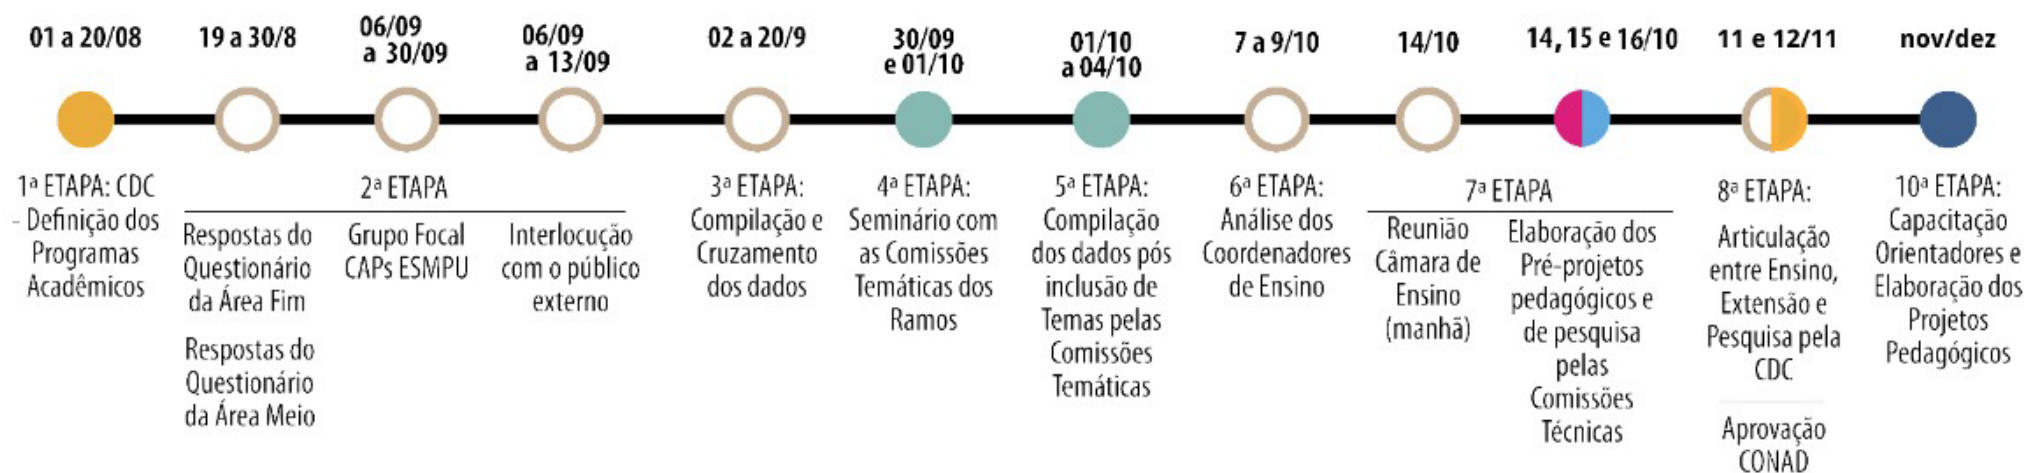 01 a 20/08
19 a 30/8
06/09
a 30/09
06/09
a 13/09
02 a 20/9
30/09
e 01/10
01/10
a 04/10
7 a 9/10
14/10
14, 15 e 16/10
11 e 12/11
nov/dez
1ª ETAPA: CDC
- Definição dos
Programas
Acadêmicos
2ª ETAPA
Respostas do
Questionário
da Área Fim
Respostas do
Questionário
da Área Meio
Grupo Focal
CAPs ESMPU
Interlocução
com o público
externo
3ª ETAPA:
Compilação e
Cruzamento
dos dados
4ª ETAPA:
Seminário com
as Comissões
Temáticas dos
Ramos
5ª ETAPA:
Compilação
dos dados pós
inclusão de
Temas pelas
Comissões
Temáticas
6ª ETAPA:
Análise dos
Coordenadores
de Ensino
7ª ETAPA
Reunião
Câmara de
Ensino
(manhã)
Elaboração dos
Pré-projetos
pedagógicos e
de pesquisa
pelas
Comissões
Técnicas
8ª ETAPA:
Articulação
entre Ensino,
Extensão e
Pesquisa pela
CDC
Aprovação
CONAD
10ª ETAPA:
Capacitação
Orientadores e
Elaboração dos
Projetos
Pedagógicos